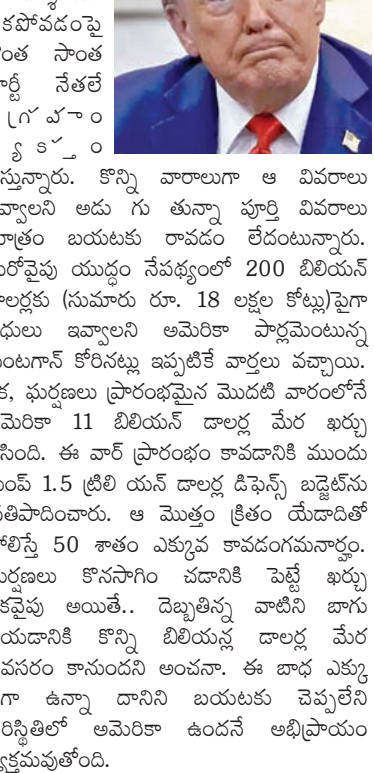 కపోవడంపై
ంత సాంత
ర్టీ నేతలే
గ్రహం
వ్యక్తం
స్తున్నారు. కొన్ని వారాలుగా ఆ వివరాలు
వ్వాలని అడు గు తున్నా పూర్తి వివరాలు
మాత్రం బయటకు రావడం లేదంటున్నారు.
రోవైపు యుద్ధం నేపథ్యంలో 200 బిలియన్
డాలర్లకు (సుమారు రూ. 18 లక్షల కోట్లు)పైగా
ధులు ఇవ్వాలని అమెరికా పార్లమెంటున్న
ంటగాన్ కోరినట్లు ఇప్పటికే వార్తలు వచ్చాయి.
క, ఘర్షణలు ప్రారంభమైన మొదటి వారంలోనే
మెరికా 11 బిలియన్ డాలర్ల మేర ఖర్చు
సింది. ఈ వార్ ప్రారంభం కావడానికి ముందు
ంప్ 1.5 ట్రిలి యన్ డాలర్ల డిఫెన్స్ బడ్జెట్‌ను
తిపాదించారు. ఆ మొత్తం క్రితం యేడాదితో
పోలిస్తే 50 శాతం ఎక్కువ కావడంగమనార్హం.
ఘర్షణలు కొనసాగిం చడానికి పెట్టే ఖర్చు
కవైపు అయితే.. దెబ్బతిన్న వాటిని బాగు
యడానికి కొన్ని బిలియన్ల డాలర్ల మేర
వసరం కానుందని అంచనా. ఈ బాధ ఎక్కు
గా ఉన్నా దానిని బయటకు చెప్పలేని
రిస్థితిలో అమెరికా ఉందనే అభిప్రాయం
్యక్తమవుతోంది.